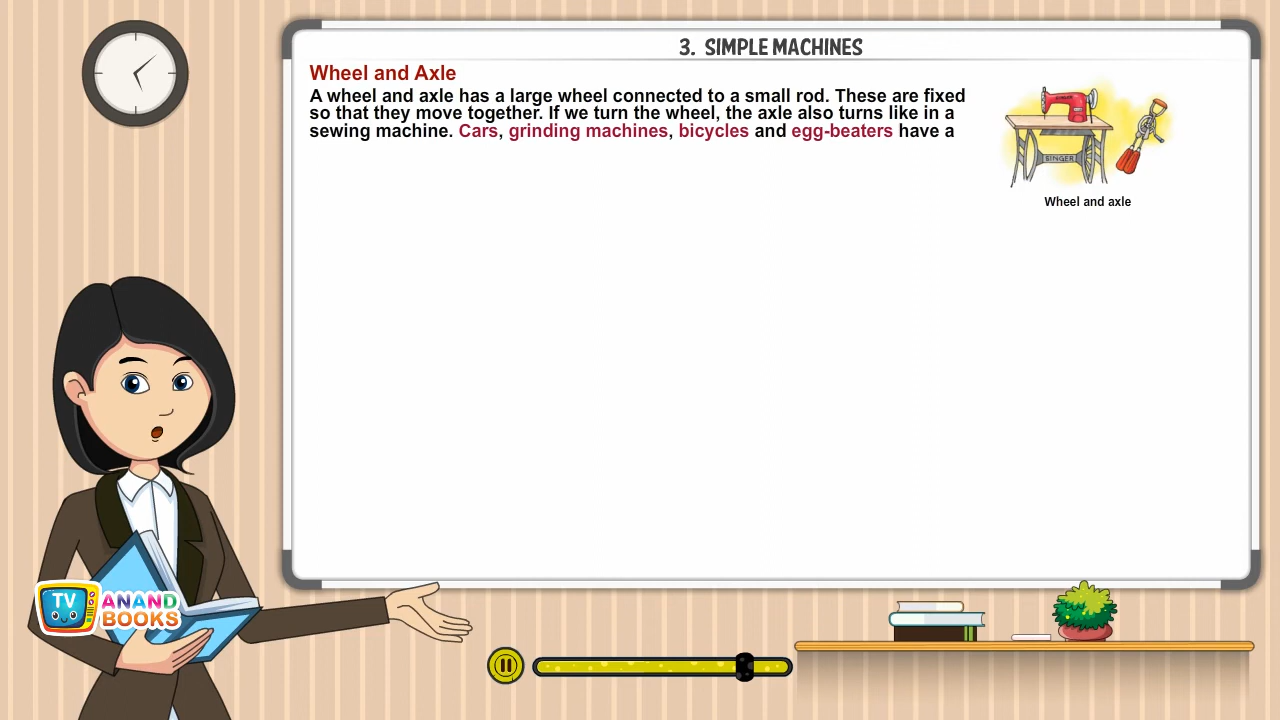 3. SIMPLE MACHINES
Wheel and Axle
A wheel and axle has a large wheel connected to a small rod. These are fixed
so that they move together. If we turn the wheel, the axle also turns like in a
sewing machine. Cars, grinding machines, bicycles and egg-beaters have a
SINGER
SINGER
Wheel and axle
TV
ANAND
BOOKS